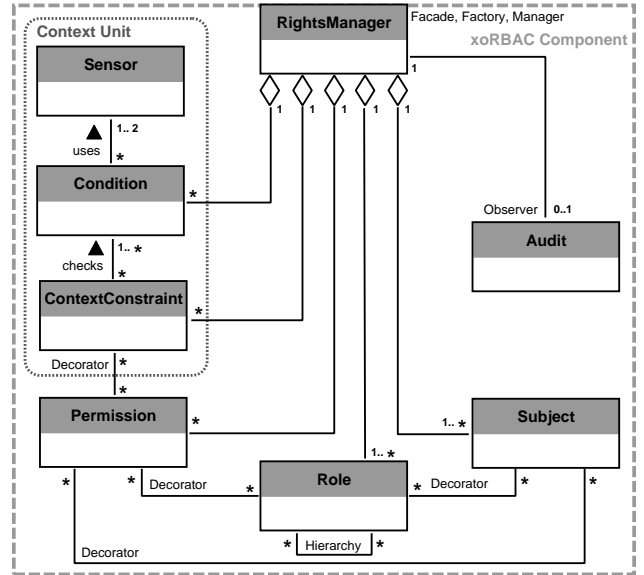 RightsManager
Facade, Factory, Manager
xoRBAC Component
Context Unit
Sensor
1
1 1 1 1 1
1.. 2
uses
*
Condition
*
Observer 0..1
Audit
1.. *
checks
*
ContextConstraint
*
Decorator *
*
Permission
*
1.. *
Subject
1.. *
Role
* * * *
* Decorator *
* Decorator *
* Hierarchy *
Decorator